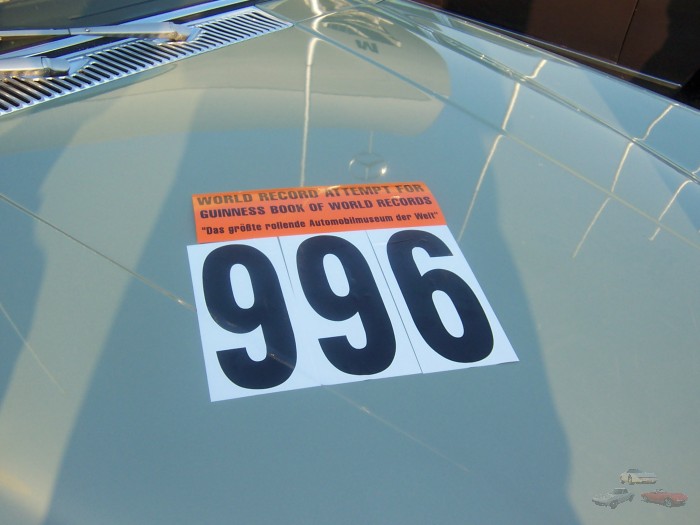 WORLD RECORD ATTEMPT FOR
GUINNESS BOOK OF WORLD RECORDS
"Das größte rollende Automobilmuseum der Welt"
996